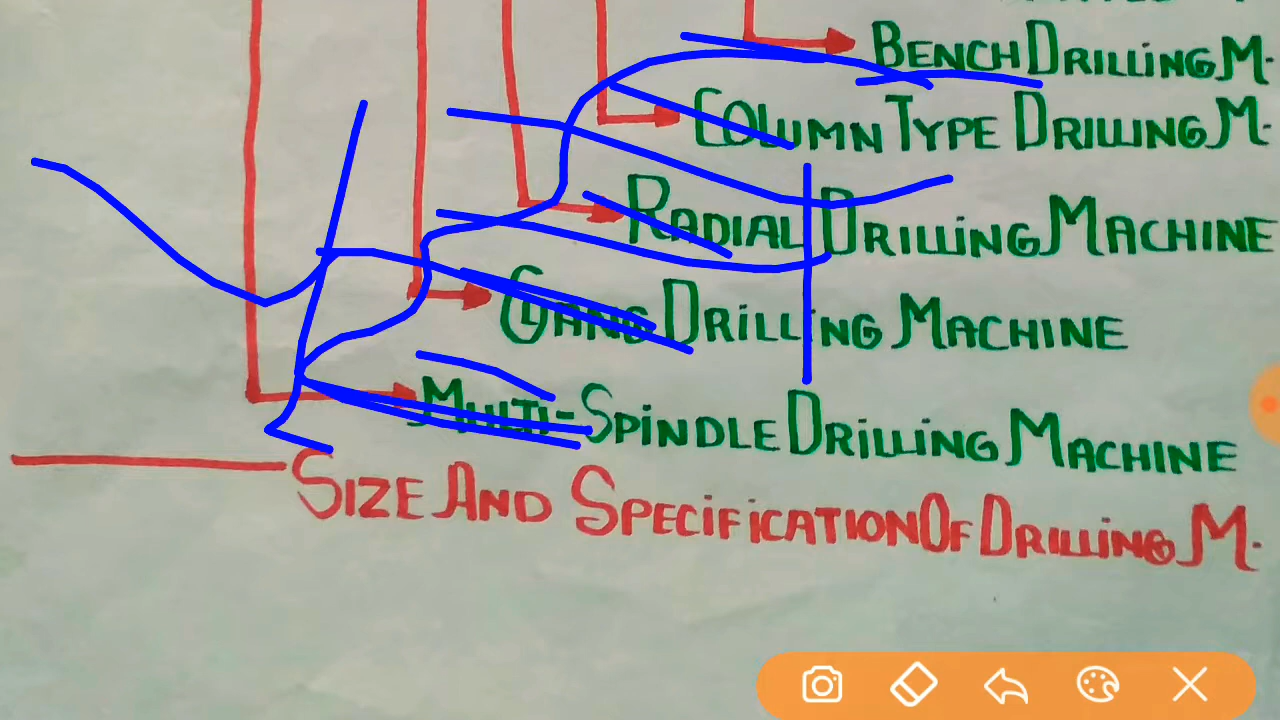 BENCH DRILLING M.
COLUMN TYPE DRILLING M.
RADIAL DRILLING MACHINE
GANG DRILLING MACHINE
MULTI-SPINDLE DRILLING MACHINE
SIZE AND SPECIFICATION OF DRILLING M.